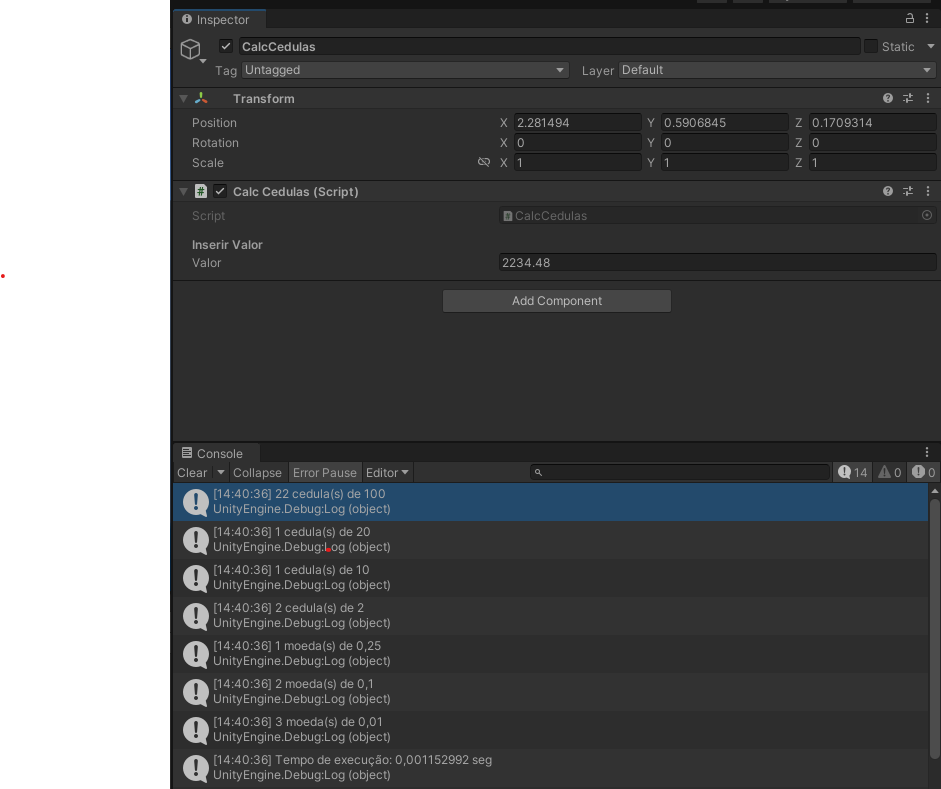 Inspector
CalcCedulas Static
Tag Untagged Layer Default
Transform
Position X 2.281494 Y 0.5906845 Z 0.1709314
Rotation X 0 Y 0 Z 0
Scale X 1 Y 1 Z 1
# Calc Cedulas (Script)
Script # CalcCedulas
Inserir Valor
Valor 2234.48
Add Component
Console
Clear Collapse Error Pause Editor 14 0 0
[14:40:36] 22 cedula(s) de 100
UnityEngine.Debug:Log (object)
[14:40:36] 1 cedula(s) de 20
UnityEngine.Debug:Log (object)
[14:40:36] 1 cedula(s) de 10
UnityEngine.Debug:Log (object)
[14:40:36] 2 cedula(s) de 2
UnityEngine.Debug:Log (object)
[14:40:36] 1 moeda(s) de 0,25
UnityEngine.Debug:Log (object)
[14:40:36] 2 moeda(s) de 0,1
UnityEngine.Debug:Log (object)
[14:40:36] 3 moeda(s) de 0,01
UnityEngine.Debug:Log (object)
[14:40:36] Tempo de execução: 0,001152992 seg
UnityEngine.Debug:Log (object)